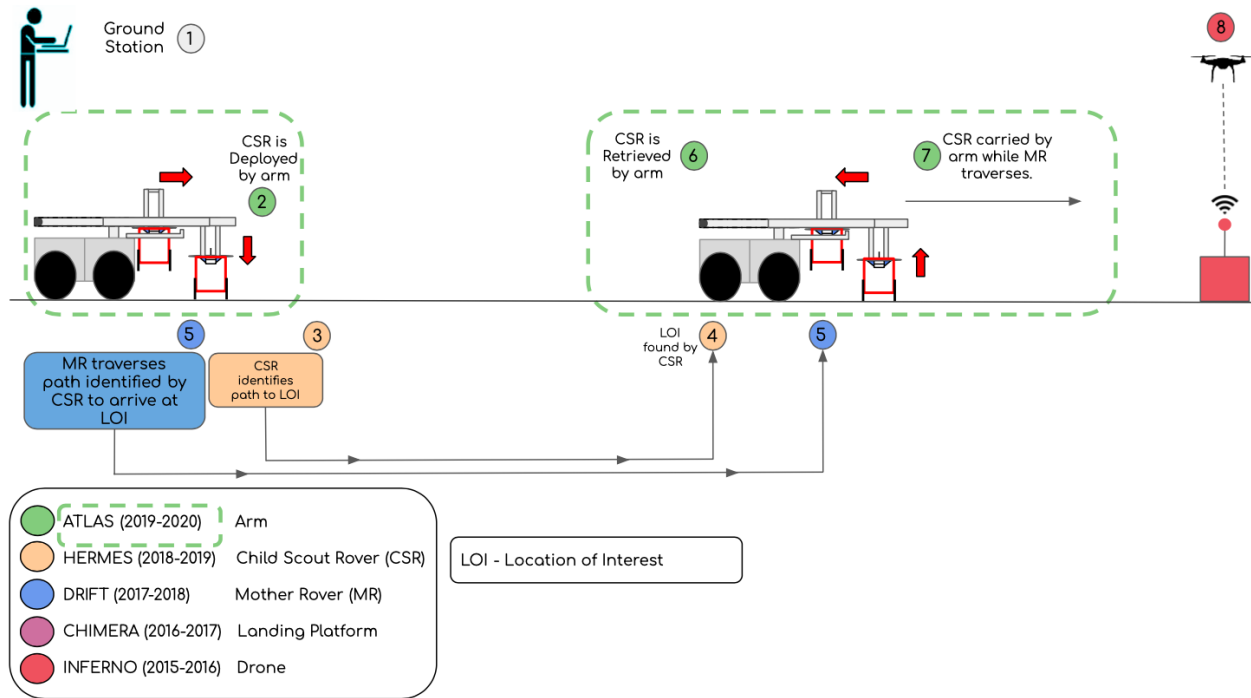 Ground
Station
1
8
CSR is
Deployed
by arm
2
CSR is
Retrieved
by arm
6
7
CSR carried by
arm while MR
traverses.
5
3
LOI
found by
CSR
4
5
MR traverses
path identified by
CSR to arrive at
LOI
CSR
identifies
path to LOI
ATLAS (2019-2020) Arm
HERMES (2018-2019) Child Scout Rover (CSR)
DRIFT (2017-2018) Mother Rover (MR)
CHIMERA (2016-2017) Landing Platform
INFERNO (2015-2016) Drone
LOI - Location of Interest